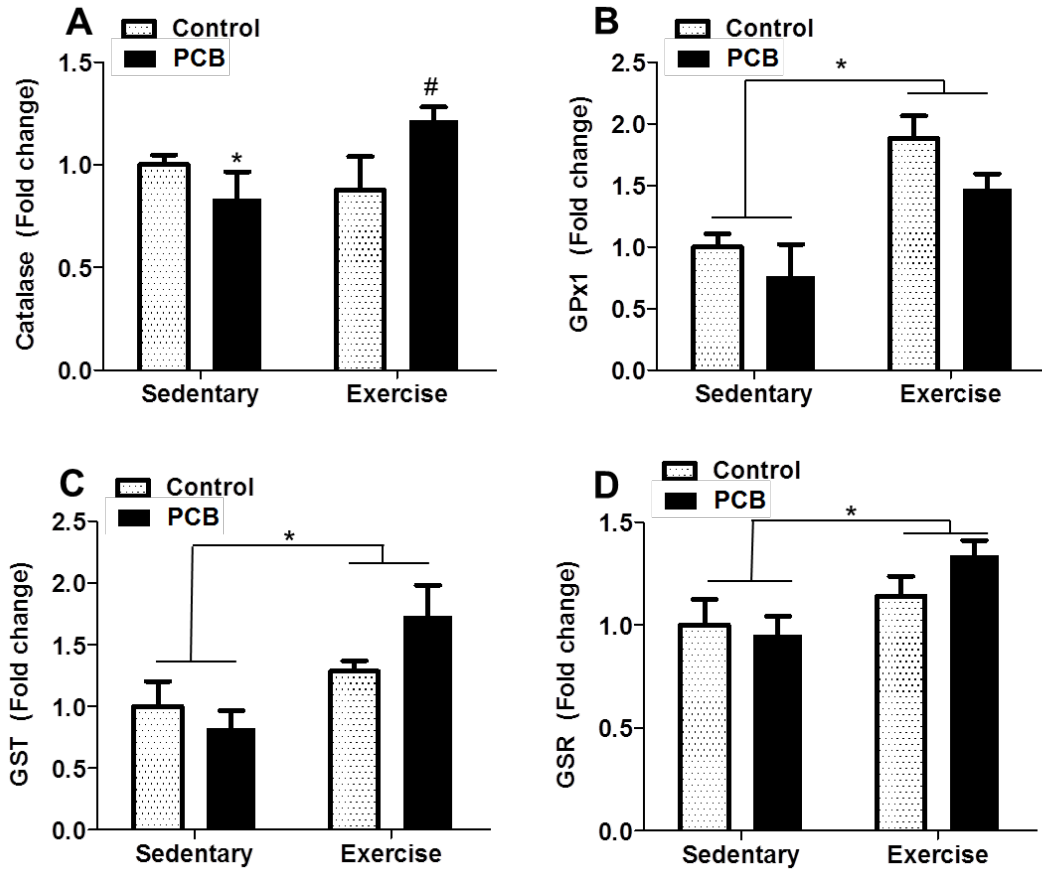 A
Control
PCB
Catalase (Fold change)
1.5
1.0
0.5
0.0
*
#
Sedentary
Exercise
B
Control
PCB
GPx1 (Fold change)
2.5
2.0
1.5
1.0
0.5
0.0
*
Sedentary
Exercise
C
Control
PCB
GST (Fold change)
2.5
2.0
1.5
1.0
0.5
0.0
*
Sedentary
Exercise
D
Control
PCB
GSR (Fold change)
1.5
1.0
0.5
0.0
*
Sedentary
Exercise